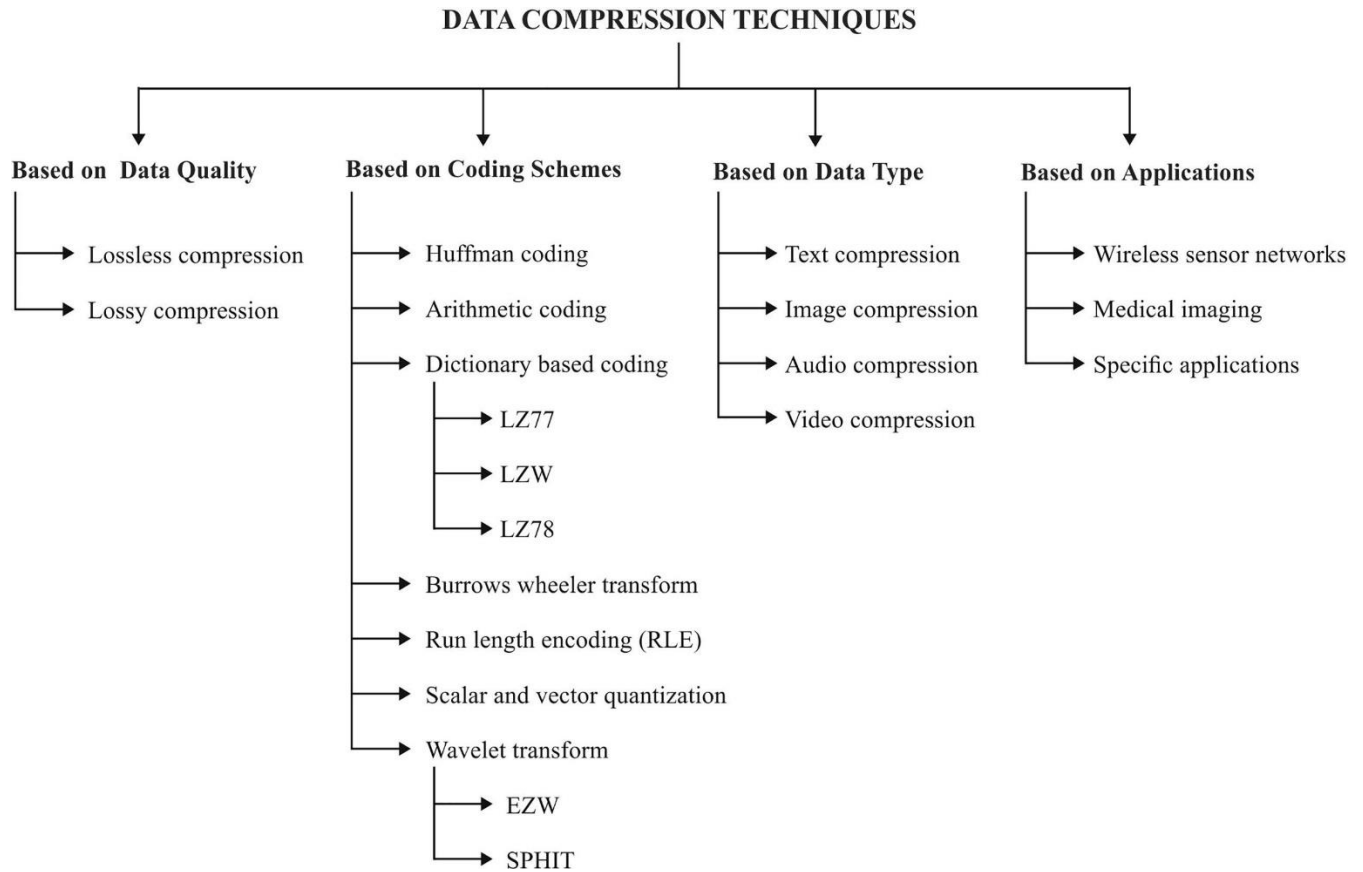 DATA COMPRESSION TECHNIQUES
Based on Data Quality
Lossless compression
Lossy compression
Based on Coding Schemes
Huffman coding
Arithmetic coding
Dictionary based coding
LZ77
LZW
LZ78
Burrows wheeler transform
Run length encoding (RLE)
Scalar and vector quantization
Wavelet transform
EZW
SPHIT
Based on Data Type
Text compression
Image compression
Audio compression
Video compression
Based on Applications
Wireless sensor networks
Medical imaging
Specific applications